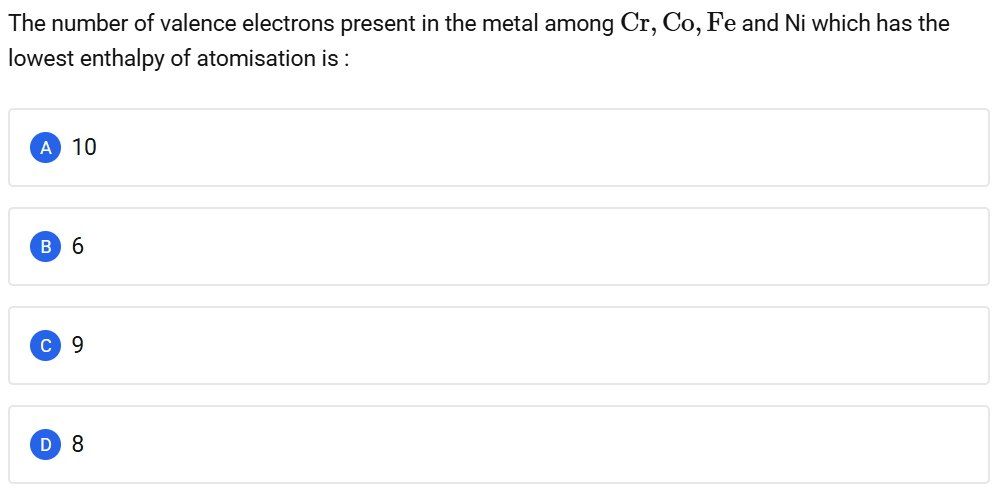 The number of valence electrons present in the metal among Cr, Co, Fe and Ni which has the
lowest enthalpy of atomisation is :
A 10
B 6
C 9
D 8